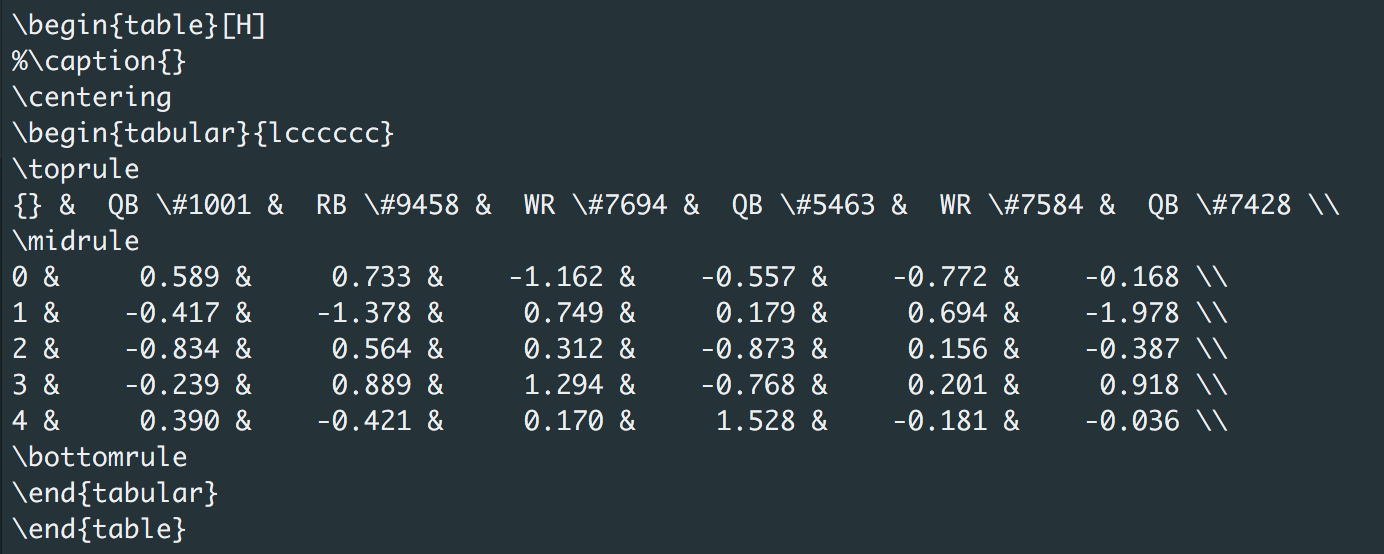 \begin{table}[H]
%\caption{}
\centering
\begin{tabular}{lcccccc}
\toprule
{} &  QB \#1001 &  RB \#9458 &  WR \#7694 &  QB \#5463 &  WR \#7584 &  QB \#7428 \\
\midrule
0 &     0.589 &     0.733 &    -1.162 &    -0.557 &    -0.772 &    -0.168 \\
1 &    -0.417 &    -1.378 &     0.749 &     0.179 &     0.694 &    -1.978 \\
2 &    -0.834 &     0.564 &     0.312 &    -0.873 &     0.156 &    -0.387 \\
3 &    -0.239 &     0.889 &     1.294 &    -0.768 &     0.201 &     0.918 \\
4 &     0.390 &    -0.421 &     0.170 &     1.528 &    -0.181 &    -0.036 \\
\bottomrule
\end{tabular}
\end{table}